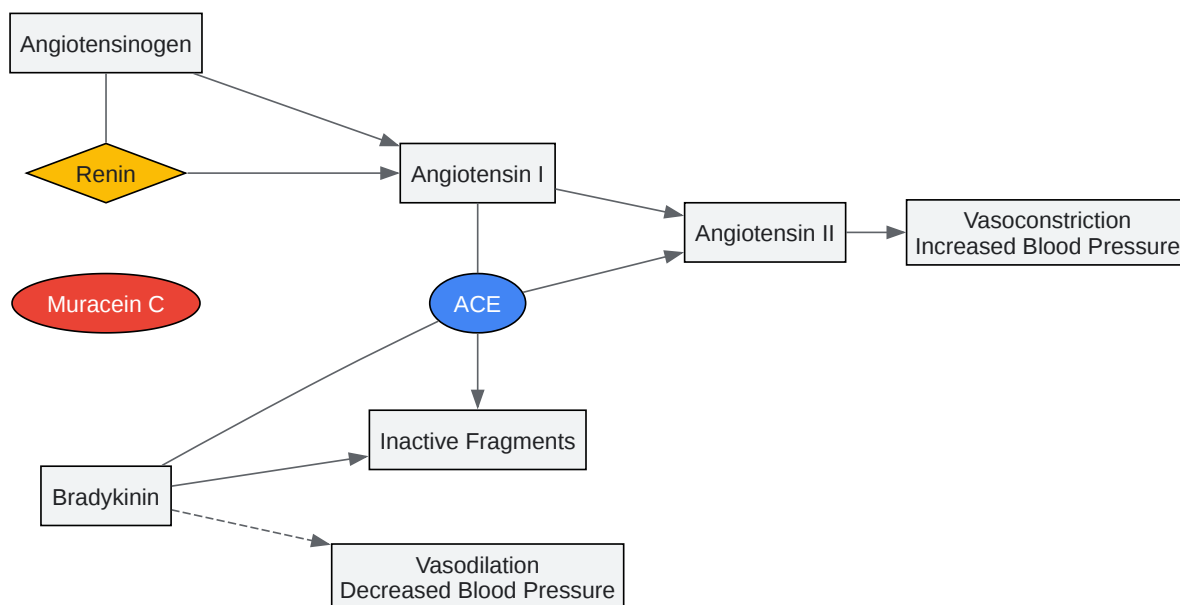 Angiotensinogen
Renin
Angiotensin I
Angiotensin II
Vasoconstriction
Increased Blood Pressure
Muracein C
ACE
Inactive Fragments
Bradykinin
Vasodilation
Decreased Blood Pressure